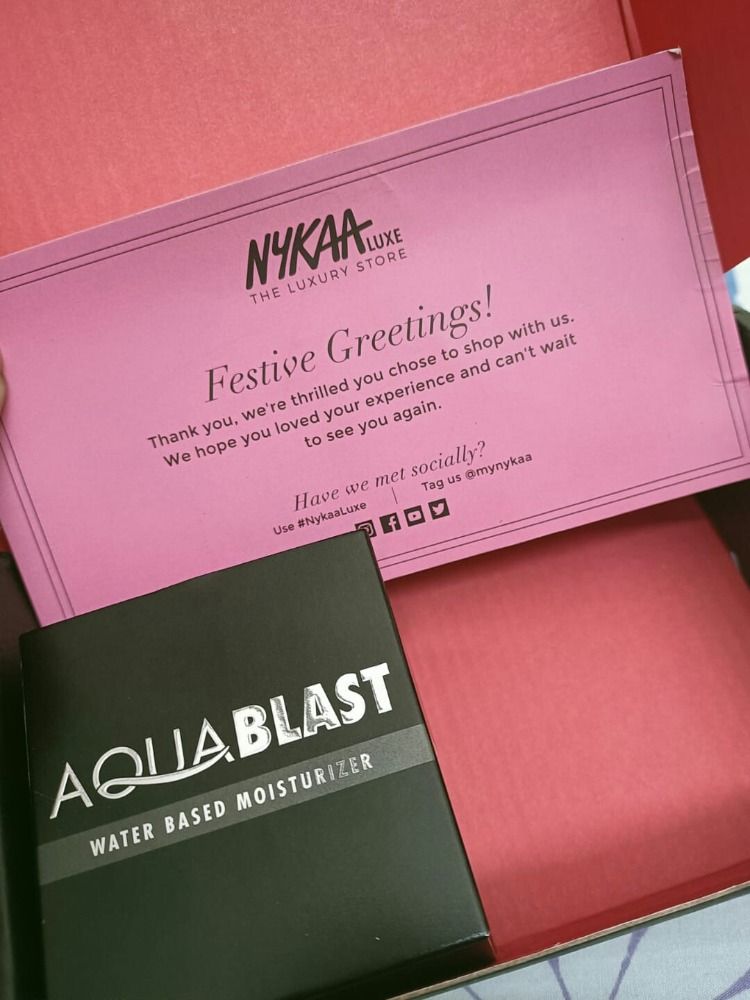 NYKAA LUXE
THE LUXURY STORE
Festive Greetings!
Thank you, we're thrilled you chose to shop with us.
We hope you loved your experience and can't wait
to see you again.
Have we met socially?
Use #NykaaLuxe | Tag us @mynykaa
AQUABLAST
WATER BASED MOISTURIZER